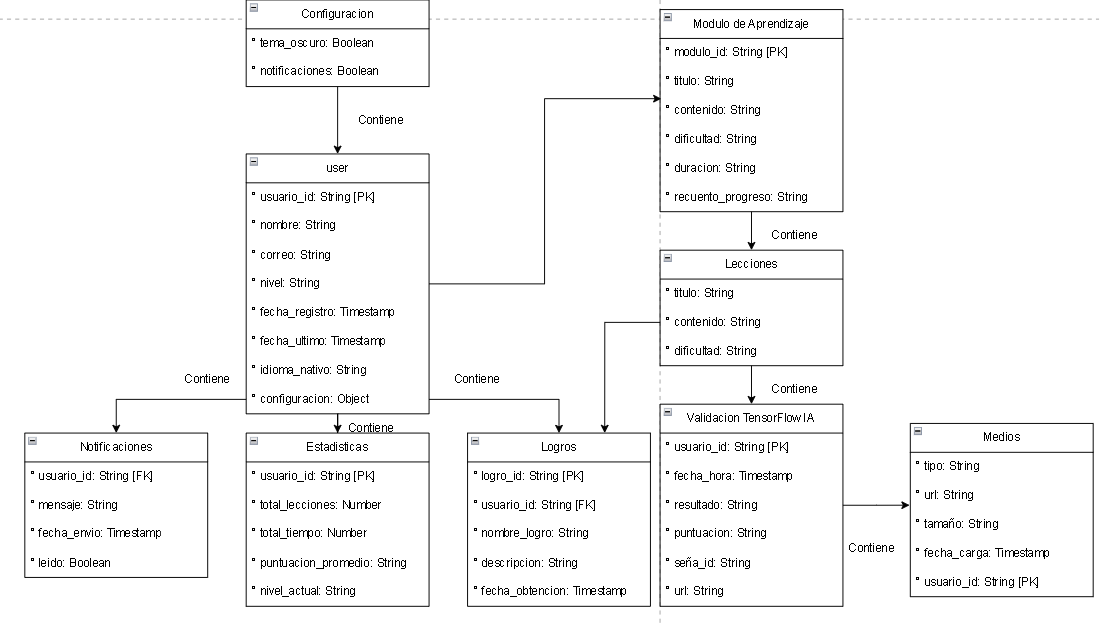 Configuracion
tema_oscuro: Boolean
notificaciones: Boolean
Contiene
user
usuario_id: String [PK]
nombre: String
correo: String
nivel: String
fecha_registro: Timestamp
fecha_ultimo: Timestamp
idioma_nativo: String
configuracion: Object
Modulo de Aprendizaje
modulo_id: String [PK]
titulo: String
contenido: String
dificultad: String
duracion: String
recuento_progreso: String
Contiene
Lecciones
titulo: String
contenido: String
dificultad: String
Contiene
Contiene
Contiene
Contiene
Notificaciones
usuario_id: String [FK]
mensaje: String
fecha_envio: Timestamp
leido: Boolean
Estadisticas
usuario_id: String [PK]
total_lecciones: Number
total_tiempo: Number
puntuacion_promedio: String
nivel_actual: String
Logros
logro_id: String [PK]
usuario_id: String [FK]
nombre_logro: String
descripcion: String
fecha_obtencion: Timestamp
Validacion TensorFlow IA
usuario_id: String [PK]
fecha_hora: Timestamp
resultado: String
puntuacion: String
seña_id: String
url: String
Contiene
Medios
tipo: String
url: String
tamaño: String
fecha_carga: Timestamp
usuario_id: String [PK]